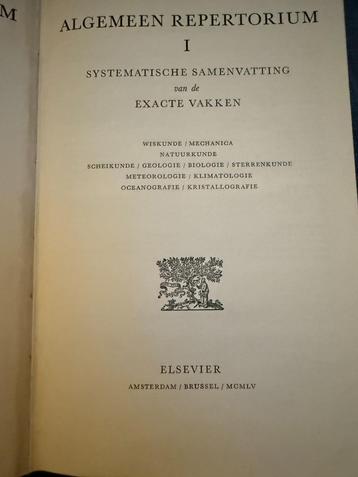 M
ALGEMEEN REPERTORIUM
I
SYSTEMATISCHE SAMENVATTING
van de
EXACTE VAKKEN
WISKUNDE / MECHANICA
NATUURKUNDE
SCHEIKUNDE / GEOLOGIE / BIOLOGIE / STERRENKUNDE
METEOROLOGIE / KLIMATOLOGIE
OCEANOGRAFIE / KRISTALLOGRAFIE
ELSEVIER
AMSTERDAM / BRUSSEL / MCMLV